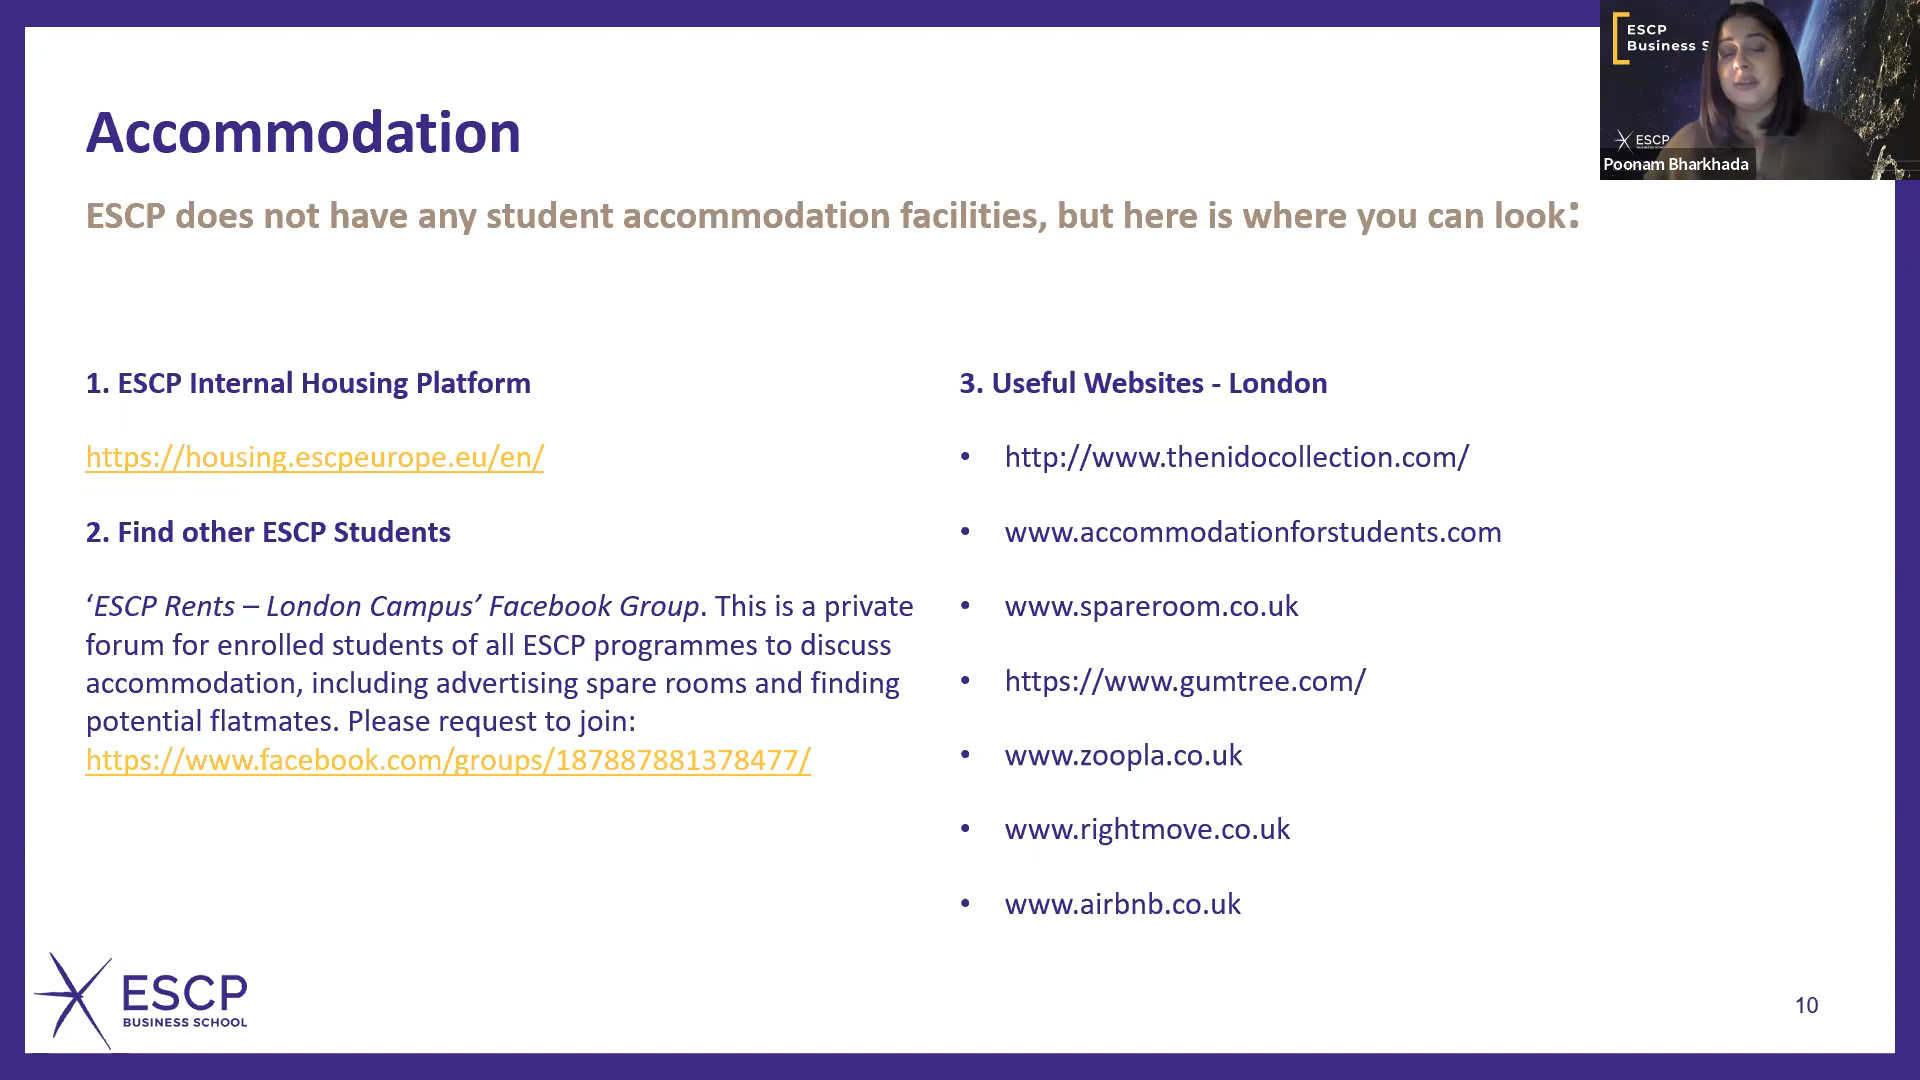 ESCP
Business S
ESCP
Poonam Bharkhada
Accommodation
ESCP does not have any student accommodation facilities, but here is where you can look:
1. ESCP Internal Housing Platform
https://housing.escpeurope.eu/en/
2. Find other ESCP Students
‘ESCP Rents – London Campus’ Facebook Group. This is a private
forum for enrolled students of all ESCP programmes to discuss
accommodation, including advertising spare rooms and finding
potential flatmates. Please request to join:
https://www.facebook.com/groups/187887881378477/
3. Useful Websites - London
• http://www.thenidocollection.com/
• www.accommodationforstudents.com
• www.spareroom.co.uk
• https://www.gumtree.com/
• www.zoopla.co.uk
• www.rightmove.co.uk
• www.airbnb.co.uk
ESCP
BUSINESS SCHOOL
10